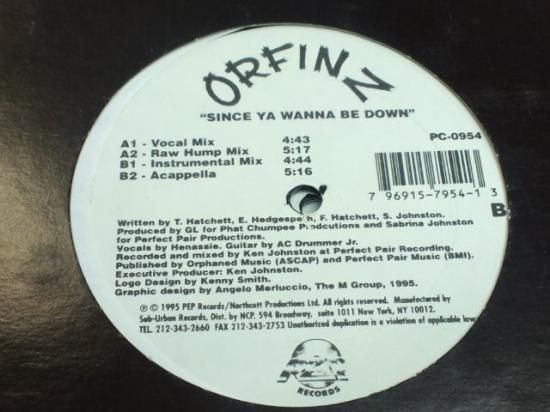 ORFINN
"SINCE YA WANNA BE DOWN"
PC-0954
A1 - Vocal Mix 4:43
A2 - Raw Hump Mix 5:17
B1 - Instrumental Mix 4:44
B2 - Acappella 5:16
7 96915-7954-1 3
B
Written by T. Hatchett, E. Hedgespeth, F. Hatchett, S. Johnston.
Produced by GL for Phat Chumpee Productions and Sabrina Johnston
for Perfect Pair Productions.
Vocals by Henassie. Guitar by AC Drummer Jr.
Recorded and mixed by Ken Johnston at Perfect Pair Recording.
Published by Orphaned Music (ASCAP) and Perfect Pair Music (BMI).
Executive Producer: Ken Johnston.
Logo Design by Kenny Smith.
Graphic design by Angelo Merluccio, The M Group, 1995.
℗ © 1995 PEP Records/Northcott Productions Ltd. All rights reserved. Manufactured by
Sub-Urban Records, Dist. by NCP. 594 Broadway, suite 1011 New York, NY 10012.
TEL. 212-343-2660 FAX 212-343-2753 Unathorized duplication is a violation of applicable law
RECORDS